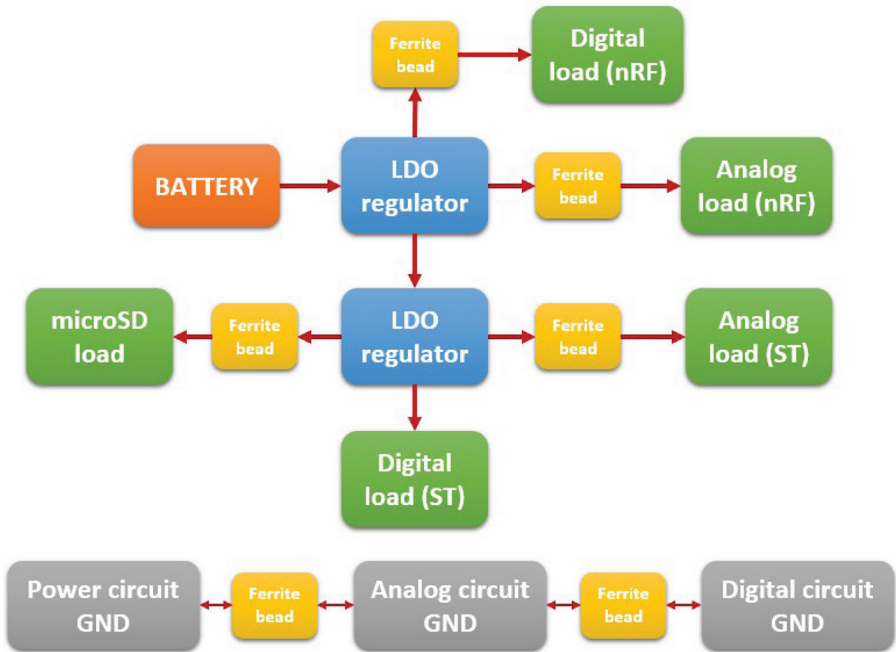 Ferrite
bead
Digital
load (nRF)
BATTERY
LDO
regulator
Ferrite
bead
Analog
load (nRF)
microSD
load
Ferrite
bead
LDO
regulator
Ferrite
bead
Analog
load (ST)
Digital
load (ST)
Power circuit
GND
Ferrite
bead
Analog circuit
GND
Ferrite
bead
Digital circuit
GND